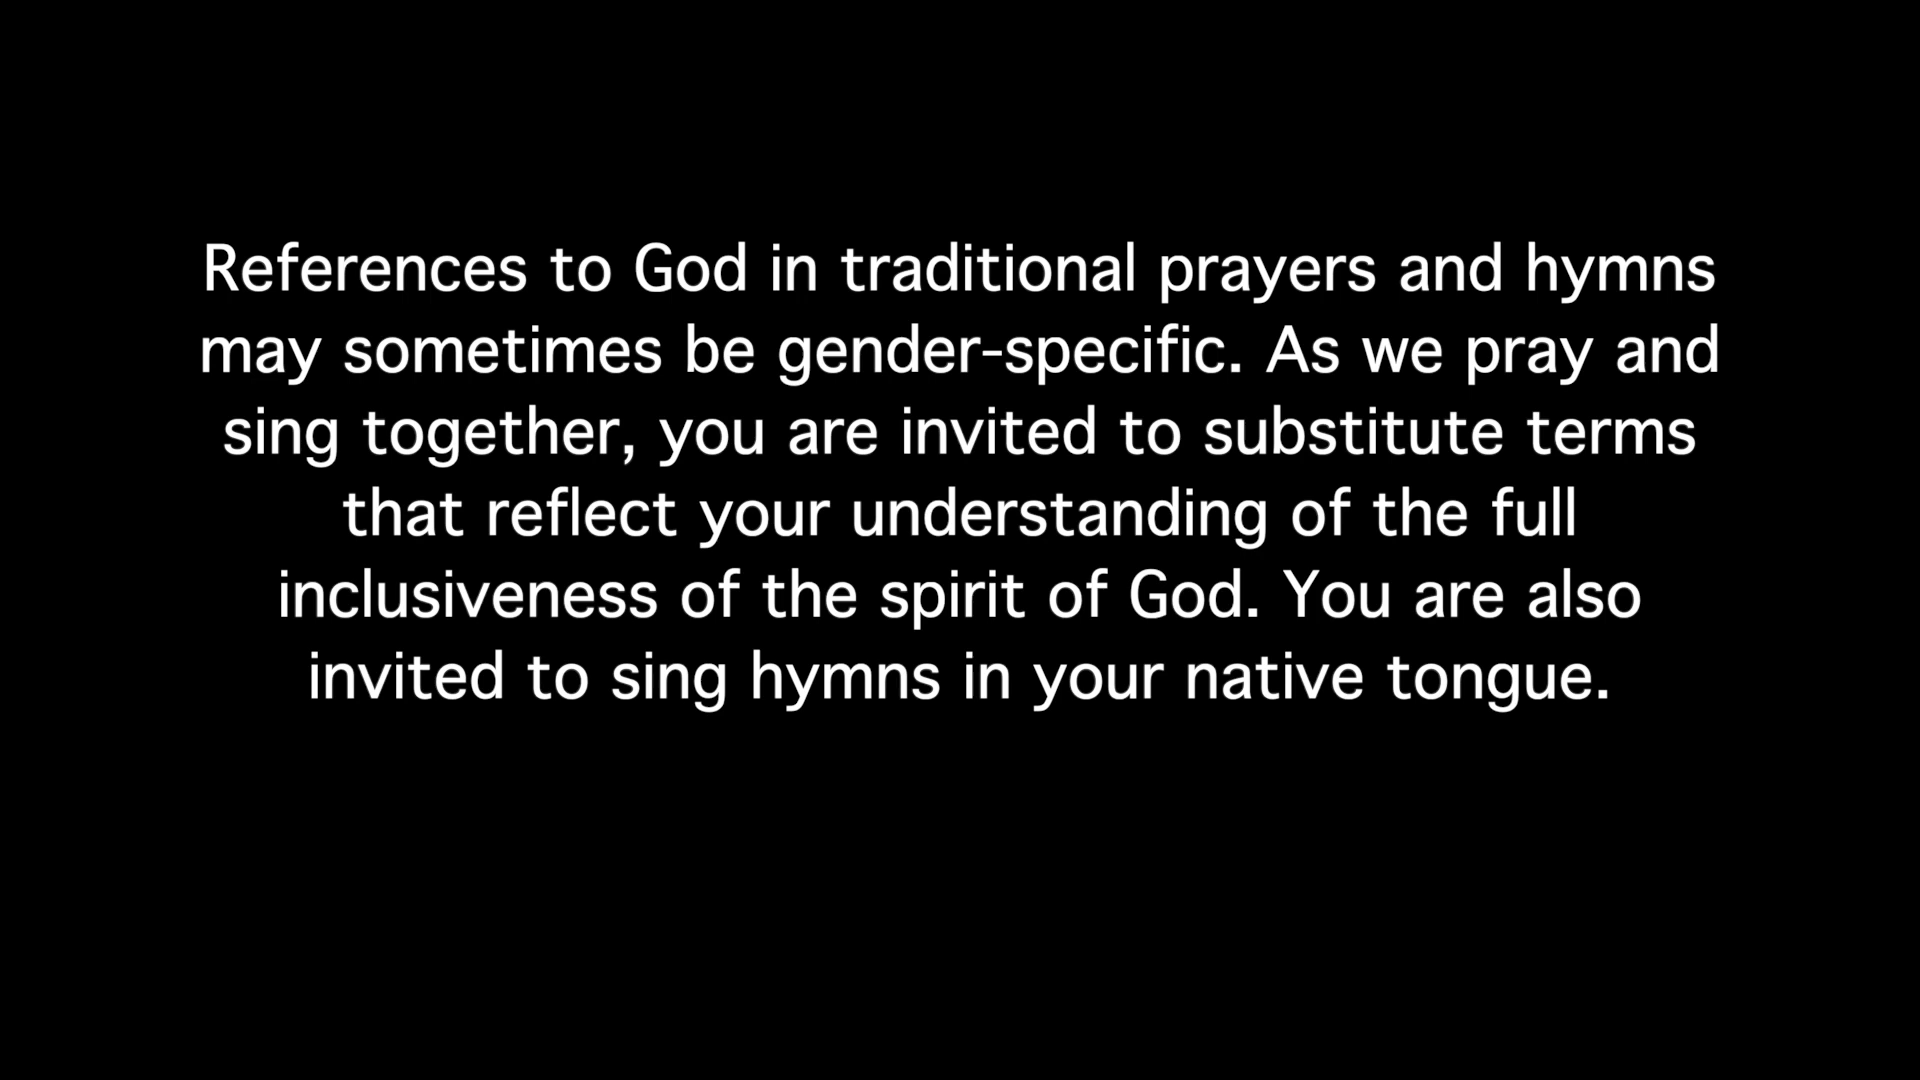 References to God in traditional prayers and hymns
may sometimes be gender-specific. As we pray and
sing together, you are invited to substitute terms
that reflect your understanding of the full
inclusiveness of the spirit of God. You are also
invited to sing hymns in your native tongue.